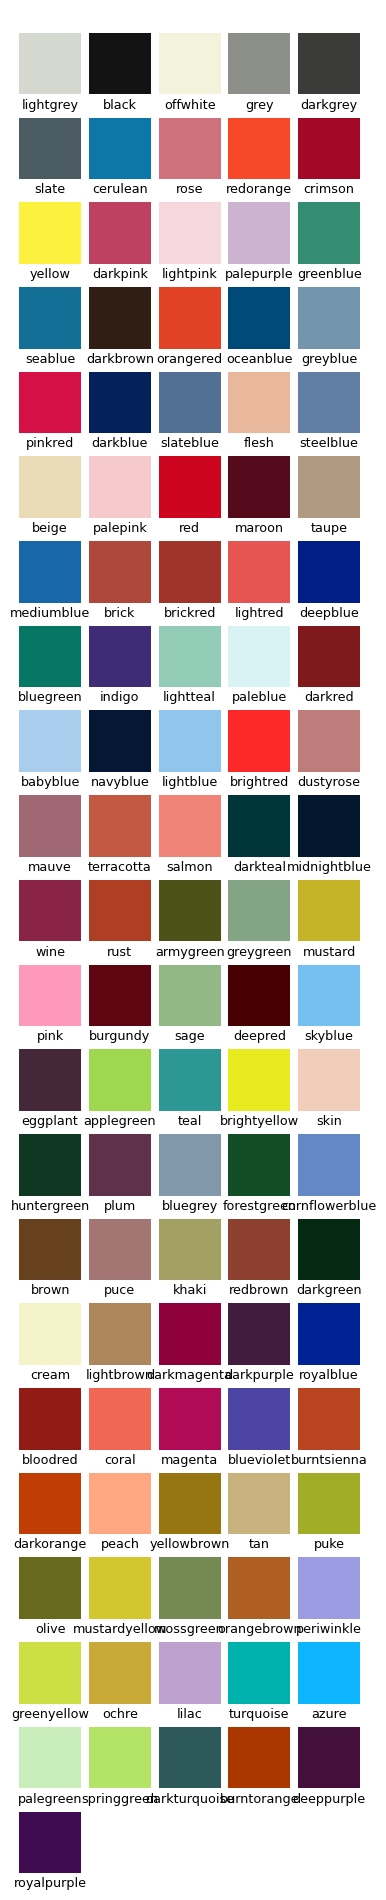 lightgrey black offwhite grey darkgrey
slate cerulean rose redorange crimson
yellow darkpink lightpink palepurple greenblue
seablue darkbrown orangered oceanblue greyblue
pinkred darkblue slateblue flesh steelblue
beige palepink red maroon taupe
mediumblue brick brickred lightred deepblue
bluegreen indigo lightteal paleblue darkred
babyblue navyblue lightblue brightred dustyrose
mauve terracotta salmon darkteal midnightblue
wine rust armygreen greygreen mustard
pink burgundy sage deepred skyblue
eggplant applegreen teal brightyellow skin
huntergreen plum bluegrey forestgreen cornflowerblue
brown puce khaki redbrown darkgreen
cream lightbrown darkmagenta darkpurple royalblue
bloodred coral magenta blueviolet burntsienna
darkorange peach yellowbrown tan puke
olive mustardyellow mossgreen orangebrown periwinkle
greenyellow ochre lilac turquoise azure
palegreen springgreen darkturquoise burntorange deeppurple
royalpurple